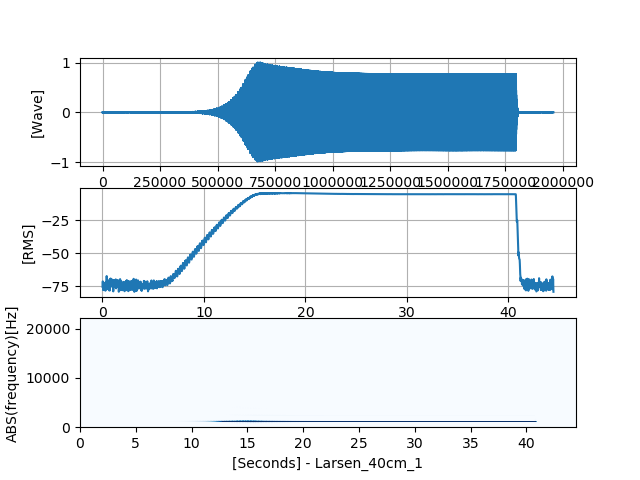 1
0
−1
[Wave]
0 250000 500000 750000 1000000 1250000 1500000 1750000 2000000
−25
−50
−75
[RMS]
0 10 20 30 40
20000
10000
0
ABS(frequency)[Hz]
0 5 10 15 20 25 30 35 40
[Seconds] - Larsen_40cm_1